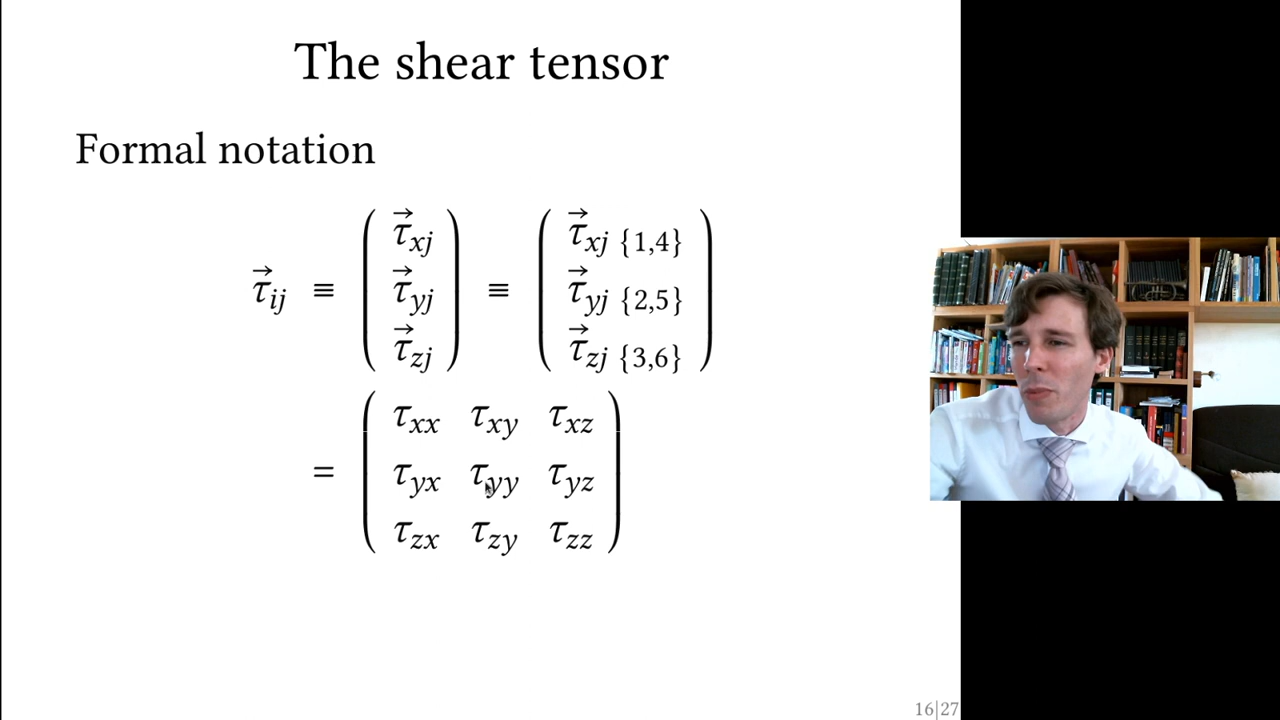 The shear tensor
Formal notation
τ⃗ij ≡ ( τ⃗xj τ⃗yj τ⃗zj ) ≡ ( τ⃗xj {1,4} τ⃗yj {2,5} τ⃗zj {3,6} )
= ( τxx τxy τxz
τyx τyy τyz
τzx τzy τzz )
16|27